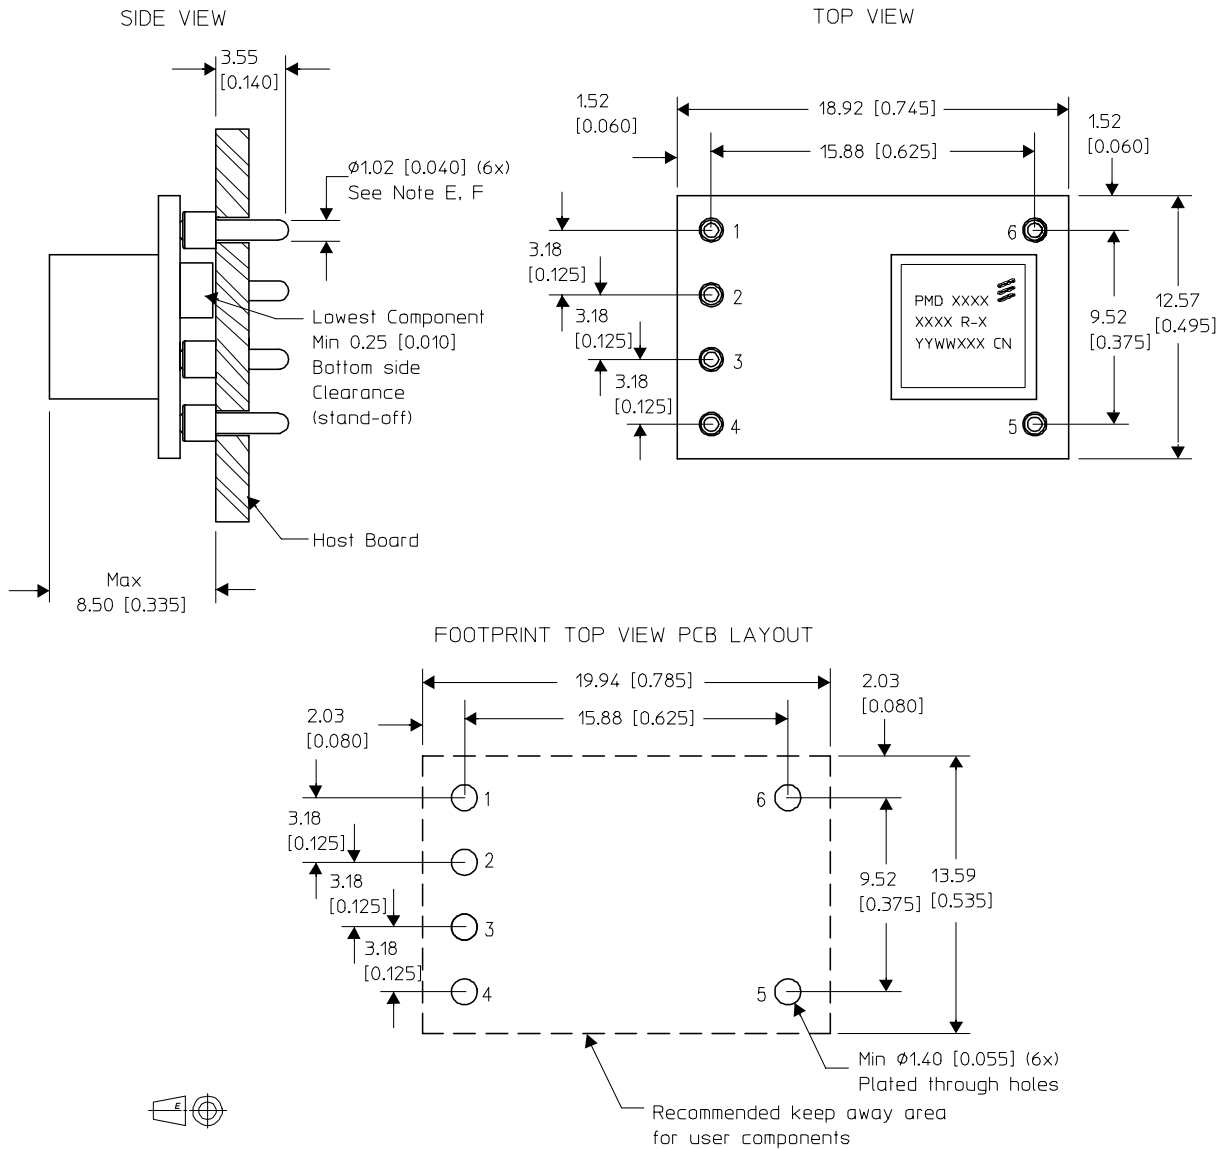 SIDE VIEW
3.55
[0.140]
ø1.02 [0.040] (6x)
See Note E, F
Lowest Component
Min 0.25 [0.010]
Bottom side
Clearance
(stand-off)
Host Board
Max
8.50 [0.335]
TOP VIEW
1.52
[0.060]
18.92 [0.745]
15.88 [0.625]
1.52
[0.060]
1
6
3.18
[0.125]
2
3.18
[0.125]
3
3.18
[0.125]
4
5
PMD XXXX
XXXX R-X
YYWWXXX CN
9.52
[0.375]
12.57
[0.495]
FOOTPRINT TOP VIEW PCB LAYOUT
19.94 [0.785]
15.88 [0.625]
2.03
[0.080]
2.03
[0.080]
1
6
3.18
[0.125]
2
3.18
[0.125]
3
3.18
[0.125]
4
5
9.52
[0.375]
13.59
[0.535]
Min ø1.40 [0.055] (6x)
Plated through holes
Recommended keep away area
for user components
E